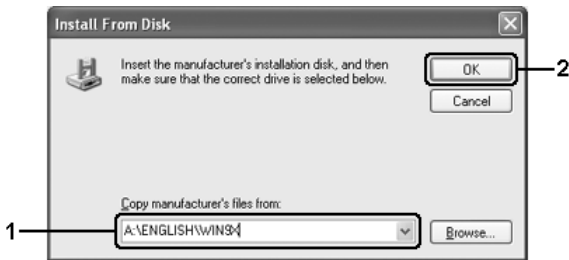 Install From Disk
Insert the manufacturer's installation disk, and then
make sure that the correct drive is selected below.
OK
2
Cancel
Copy manufacturer's files from:
1
A:\ENGLISH\WIN9X
Browse...